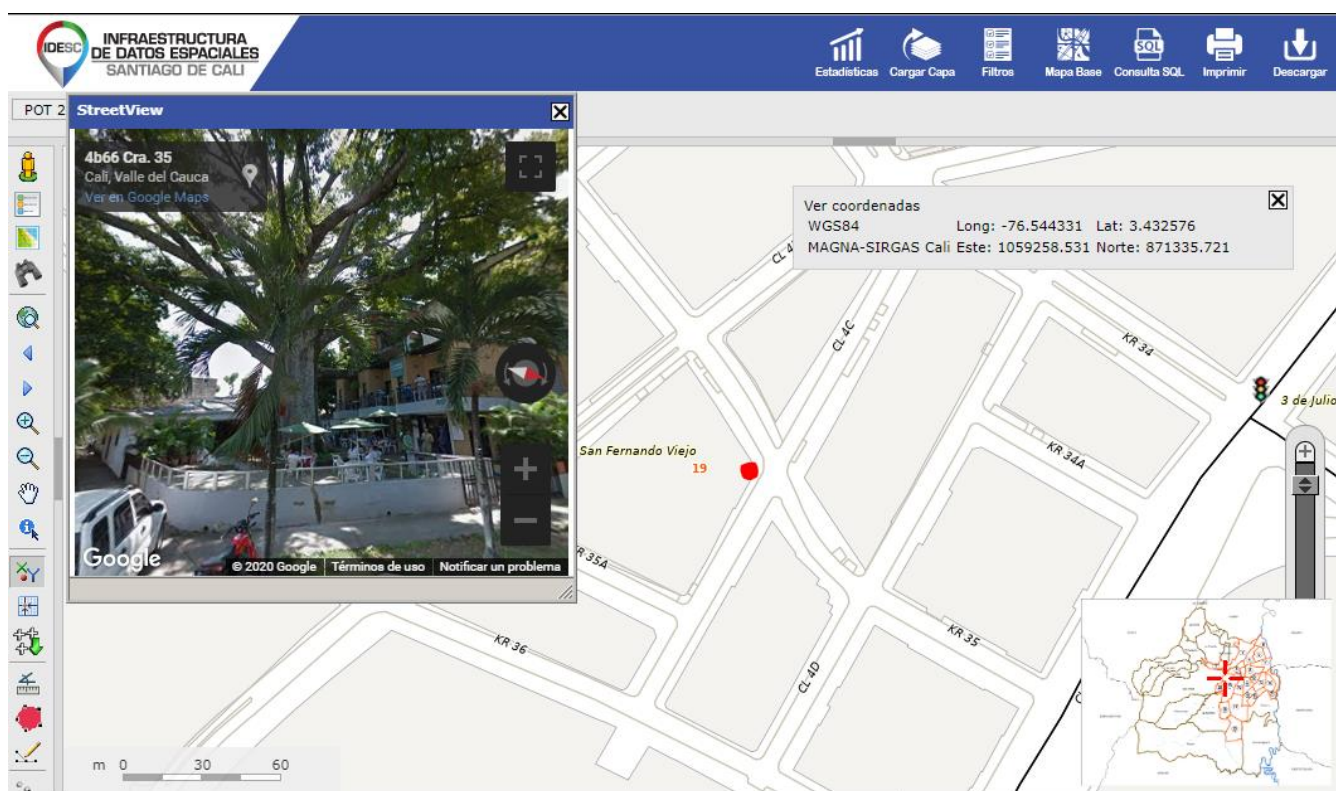 IDESC
INFRAESTRUCTURA
DE DATOS ESPACIALES
SANTIAGO DE CALI
Estadísticas
Cargar Capa
Filtros
Mapa Base
SQL
Consulta SQL
Imprimir
Descargar
POT 2
StreetView
4b66 Cra. 35
Cali, Valle del Cauca
Ver en Google Maps
Google
© 2020 Google
Términos de uso
Notificar un problema
Ver coordenadas
WGS84 Long: -76.544331 Lat: 3.432576
MAGNA-SIRGAS Cali Este: 1059258.531 Norte: 871335.721
CL 4C
KR 34
3 de Julio
San Fernando Viejo
19
KR 34A
KR 35A
KR 36
KR 35
CL 4D
m 0 30 60